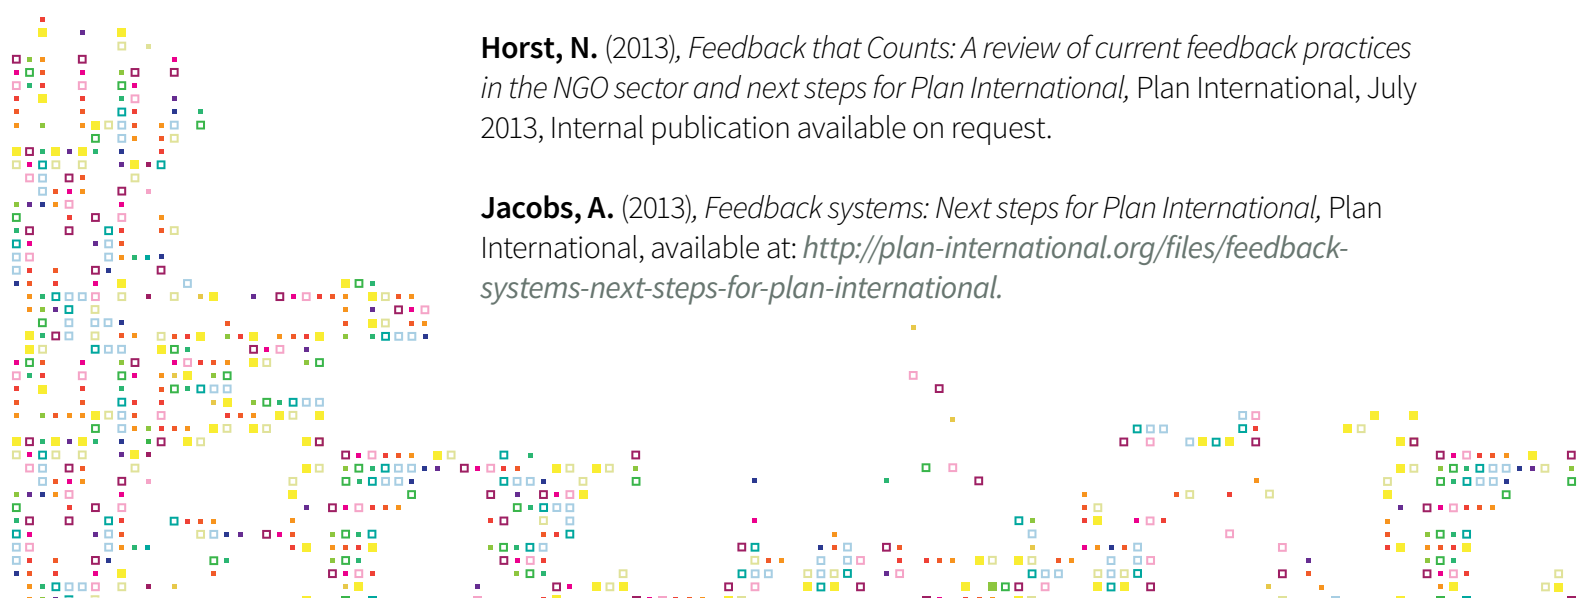 Horst, N. (2013), Feedback that Counts: A review of current feedback practices
in the NGO sector and next steps for Plan International, Plan International, July
2013, Internal publication available on request.
Jacobs, A. (2013), Feedback systems: Next steps for Plan International, Plan
International, available at: http://plan-international.org/files/feedback-
systems-next-steps-for-plan-international.